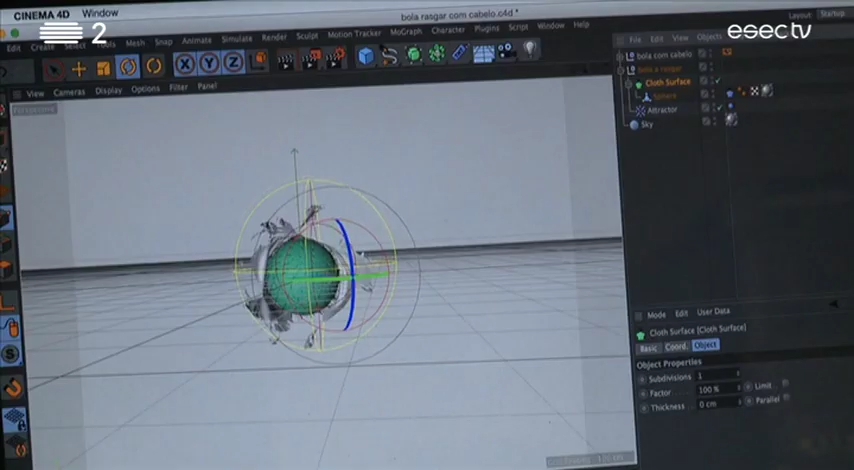 CINEMA 4D Window
bola rasgar com cabelo.c4d *
Layout: Startup
2
esec tv
Edit Create Select Tools Mesh Snap Animate Simulate Render Sculpt Motion Tracker MoGraph Character Plugins Script Window Help
File Edit View Objects
X Y Z
View Cameras Display Options Filter Panel
Perspective
bola com cabelo
bola a rasgar
Cloth Surface
Sphere
Attractor
Sky
Mode Edit User Data
Cloth Surface [Cloth Surface]
Basic Coord. Object
Object Properties
Subdivisions 1
Factor 100 % Limit
Thickness 0 cm Parallel
S